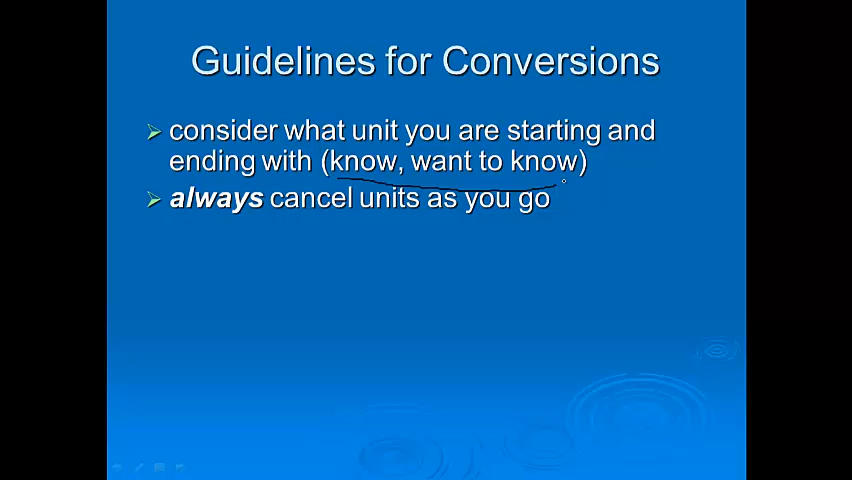 Guidelines for Conversions
consider what unit you are starting and
ending with (know, want to know)
always cancel units as you go